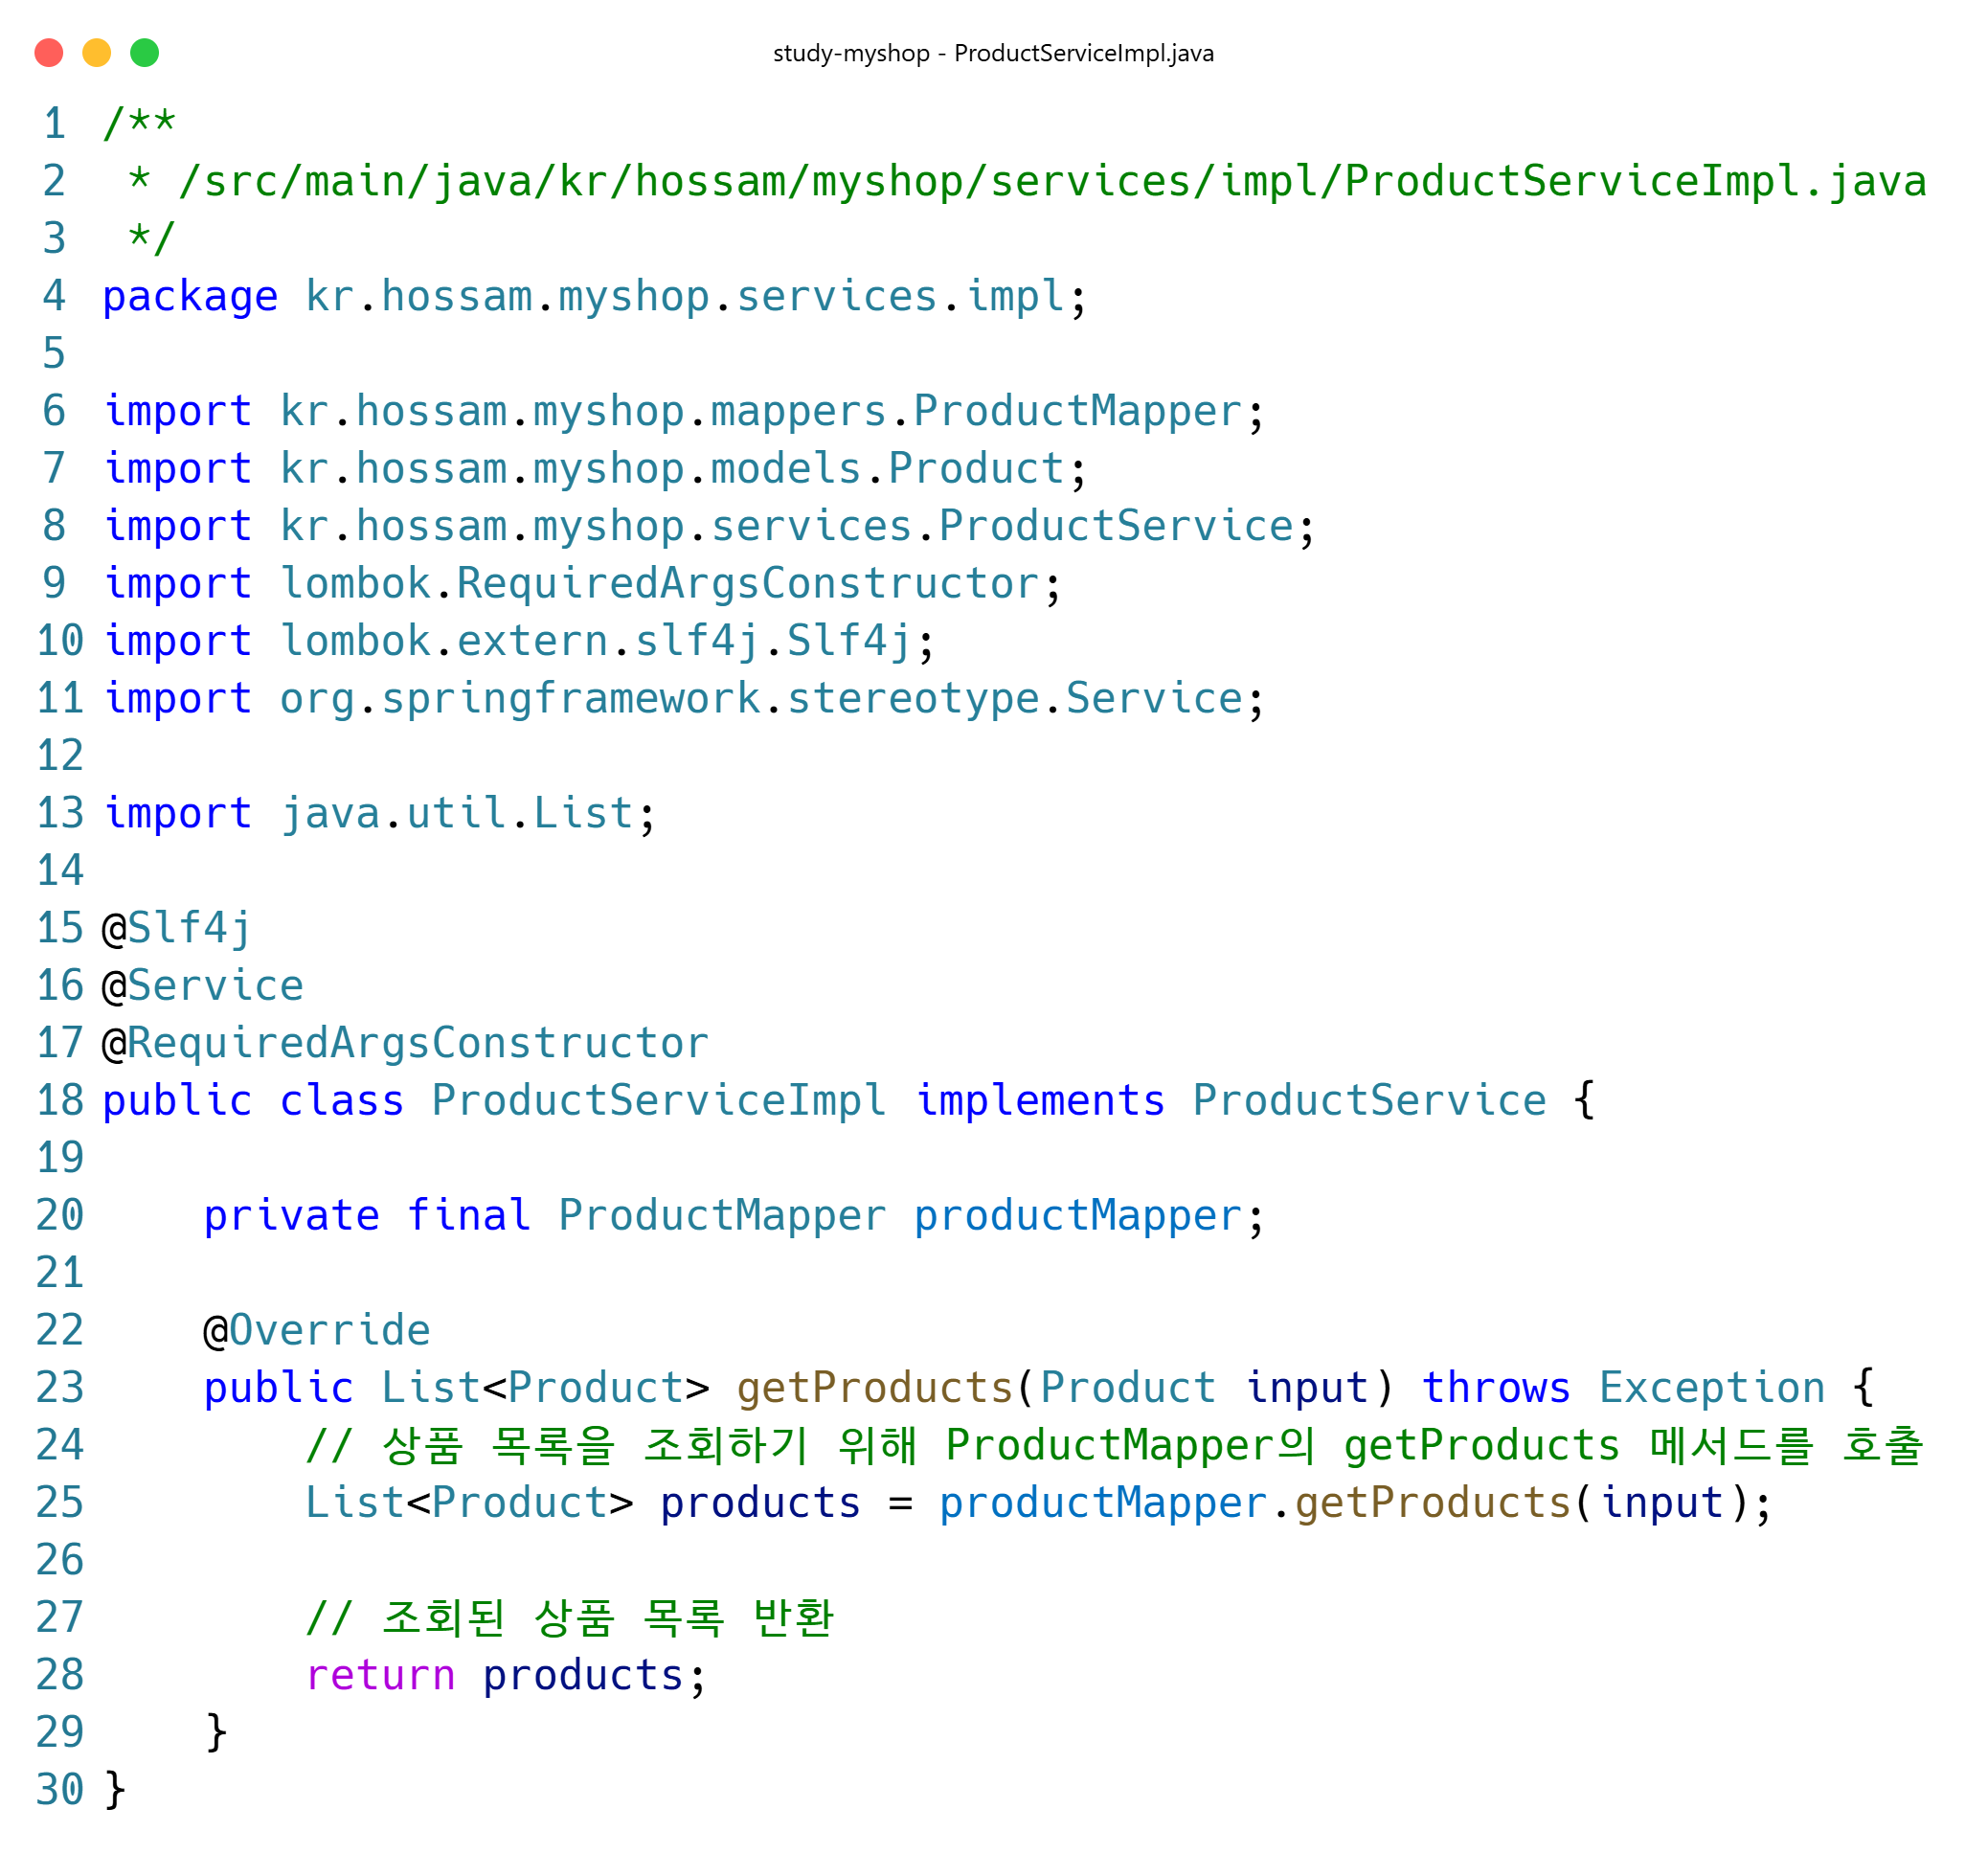 study-myshop - ProductServiceImpl.java
1 /**
2  * /src/main/java/kr/hossam/myshop/services/impl/ProductServiceImpl.java
3  */
4 package kr.hossam.myshop.services.impl;
5
6 import kr.hossam.myshop.mappers.ProductMapper;
7 import kr.hossam.myshop.models.Product;
8 import kr.hossam.myshop.services.ProductService;
9 import lombok.RequiredArgsConstructor;
10 import lombok.extern.slf4j.Slf4j;
11 import org.springframework.stereotype.Service;
12
13 import java.util.List;
14
15 @Slf4j
16 @Service
17 @RequiredArgsConstructor
18 public class ProductServiceImpl implements ProductService {
19
20     private final ProductMapper productMapper;
21
22     @Override
23     public List<Product> getProducts(Product input) throws Exception {
24         // 상품 목록을 조회하기 위해 ProductMapper의 getProducts 메서드를 호출
25         List<Product> products = productMapper.getProducts(input);
26
27         // 조회된 상품 목록 반환
28         return products;
29     }
30 }